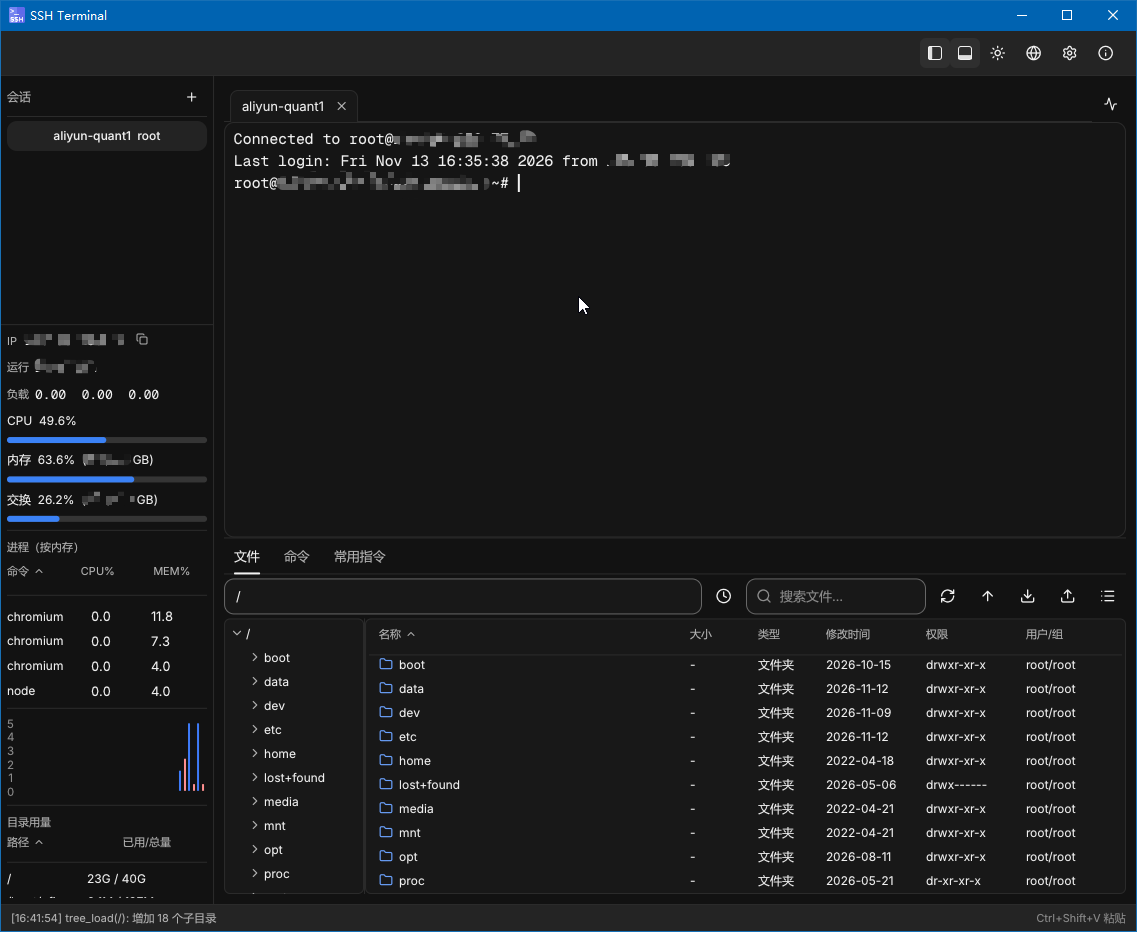 SSH Terminal
会话
aliyun-quant1 root
aliyun-quant1
Connected to root@
Last login: Fri Nov 13 16:35:38 2026 from
root@ ~#
IP
运行
负载 0.00 0.00 0.00
CPU 49.6%
内存 63.6% GB)
交换 26.2% GB)
进程（按内存）
命令 CPU% MEM%
chromium 0.0 11.8
chromium 0.0 7.3
chromium 0.0 4.0
node 0.0 4.0
5
4
3
2
1
0
目录用量
路径 已用/总量
/ 23G / 40G
文件 命令 常用指令
/
搜索文件...
/
boot
data
dev
etc
home
lost+found
media
mnt
opt
proc
名称 大小 类型 修改时间 权限 用户/组
boot - 文件夹 2026-10-15 drwxr-xr-x root/root
data - 文件夹 2026-11-12 drwxr-xr-x root/root
dev - 文件夹 2026-11-09 drwxr-xr-x root/root
etc - 文件夹 2026-11-12 drwxr-xr-x root/root
home - 文件夹 2022-04-18 drwxr-xr-x root/root
lost+found - 文件夹 2026-05-06 drwx------ root/root
media - 文件夹 2022-04-21 drwxr-xr-x root/root
mnt - 文件夹 2022-04-21 drwxr-xr-x root/root
opt - 文件夹 2026-08-11 drwxr-xr-x root/root
proc - 文件夹 2026-05-21 dr-xr-xr-x root/root
[16:41:54] tree_load(/): 增加 18 个子目录
Ctrl+Shift+V 粘贴